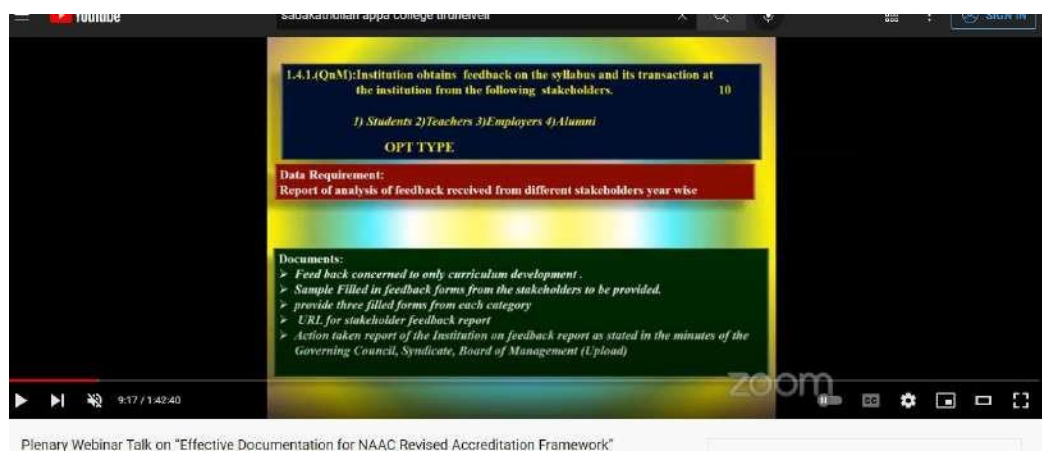 YouTube
sadakathullah appa college tirunelveli
SIGN IN
1.4.1.(QnM):Institution obtains feedback on the syllabus and its transaction at
the institution from the following stakeholders. 10
1) Students 2)Teachers 3)Employers 4)Alumni
OPT TYPE
Data Requirement:
Report of analysis of feedback received from different stakeholders year wise
Documents:
➢ Feed back concerned to only curriculum development .
➢ Sample Filled in feedback forms from the stakeholders to be provided.
➢ provide three filled forms from each category
➢ URL for stakeholder feedback report
➢ Action taken report of the Institution on feedback report as stated in the minutes of the
Governing Council, Syndicate, Board of Management (Upload)
zoom
9:17 / 1:42:40
CC
Plenary Webinar Talk on "Effective Documentation for NAAC Revised Accreditation Framework"